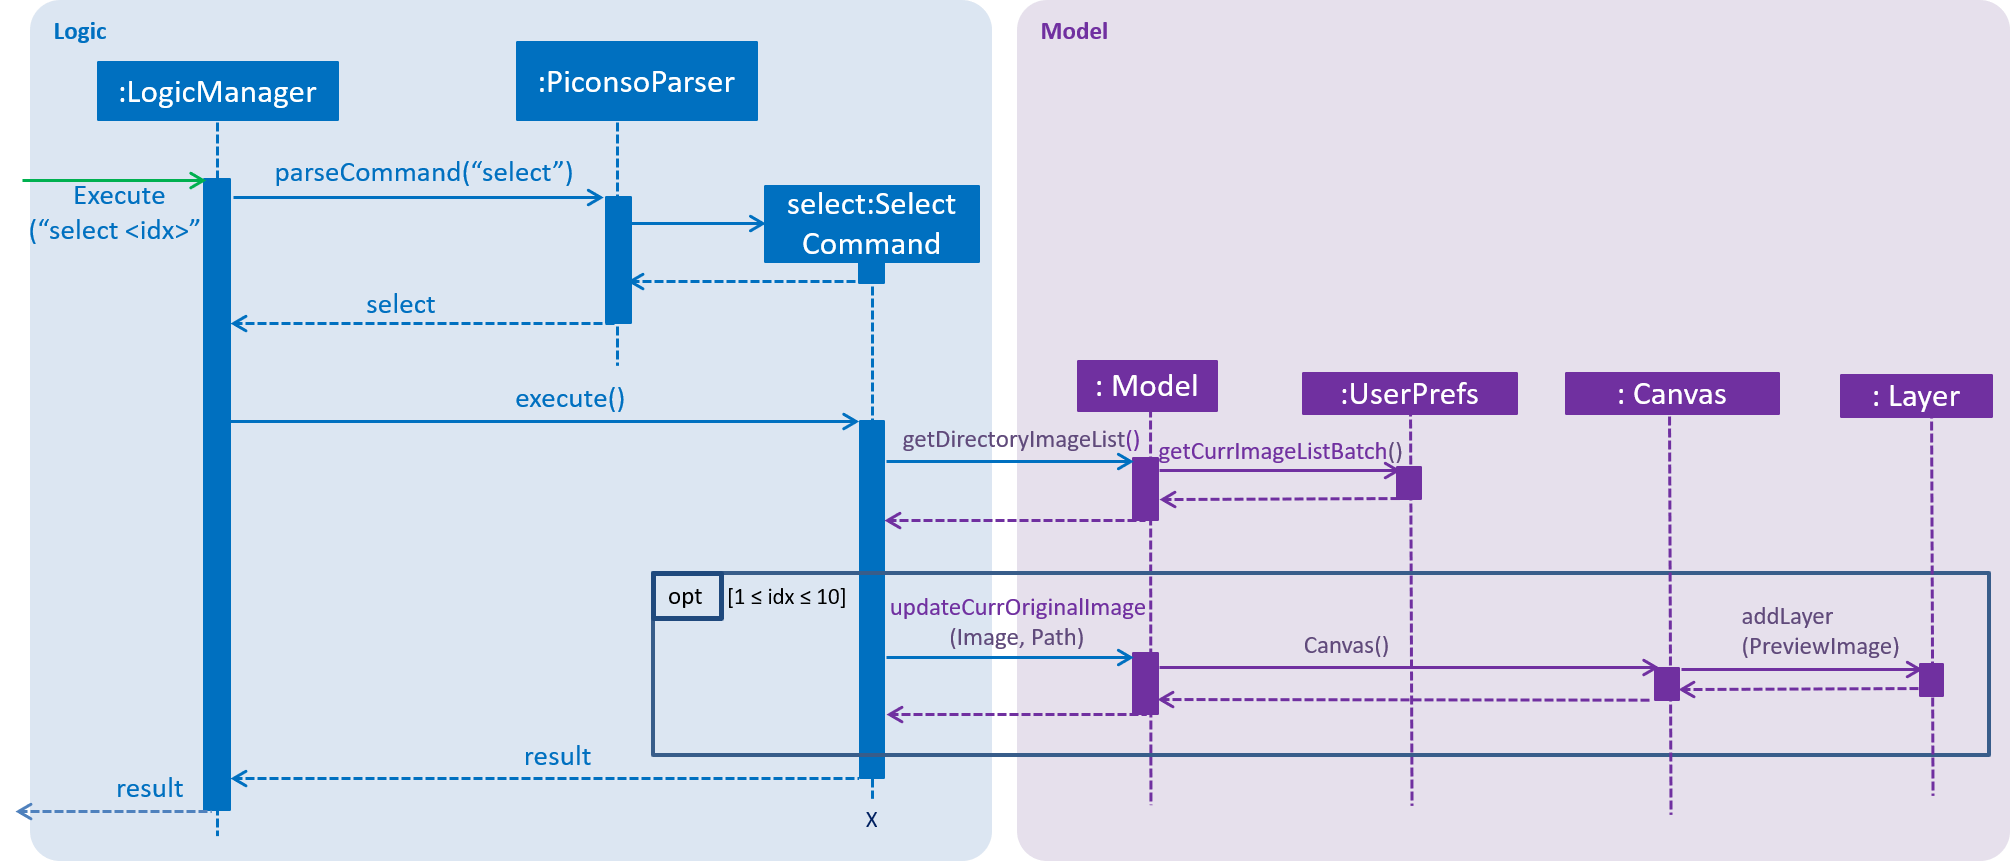 Logic
Model
:LogicManager
:PiconsoParser
parseCommand(“select”)
Execute
(“select <idx>”
select:Select
Command
select
execute()
: Model
:UserPrefs
: Canvas
: Layer
getDirectoryImageList()
getCurrImageListBatch()
opt
[1 ≤ idx ≤ 10]
updateCurrOriginalImage
(Image, Path)
Canvas()
addLayer
(PreviewImage)
result
result
X